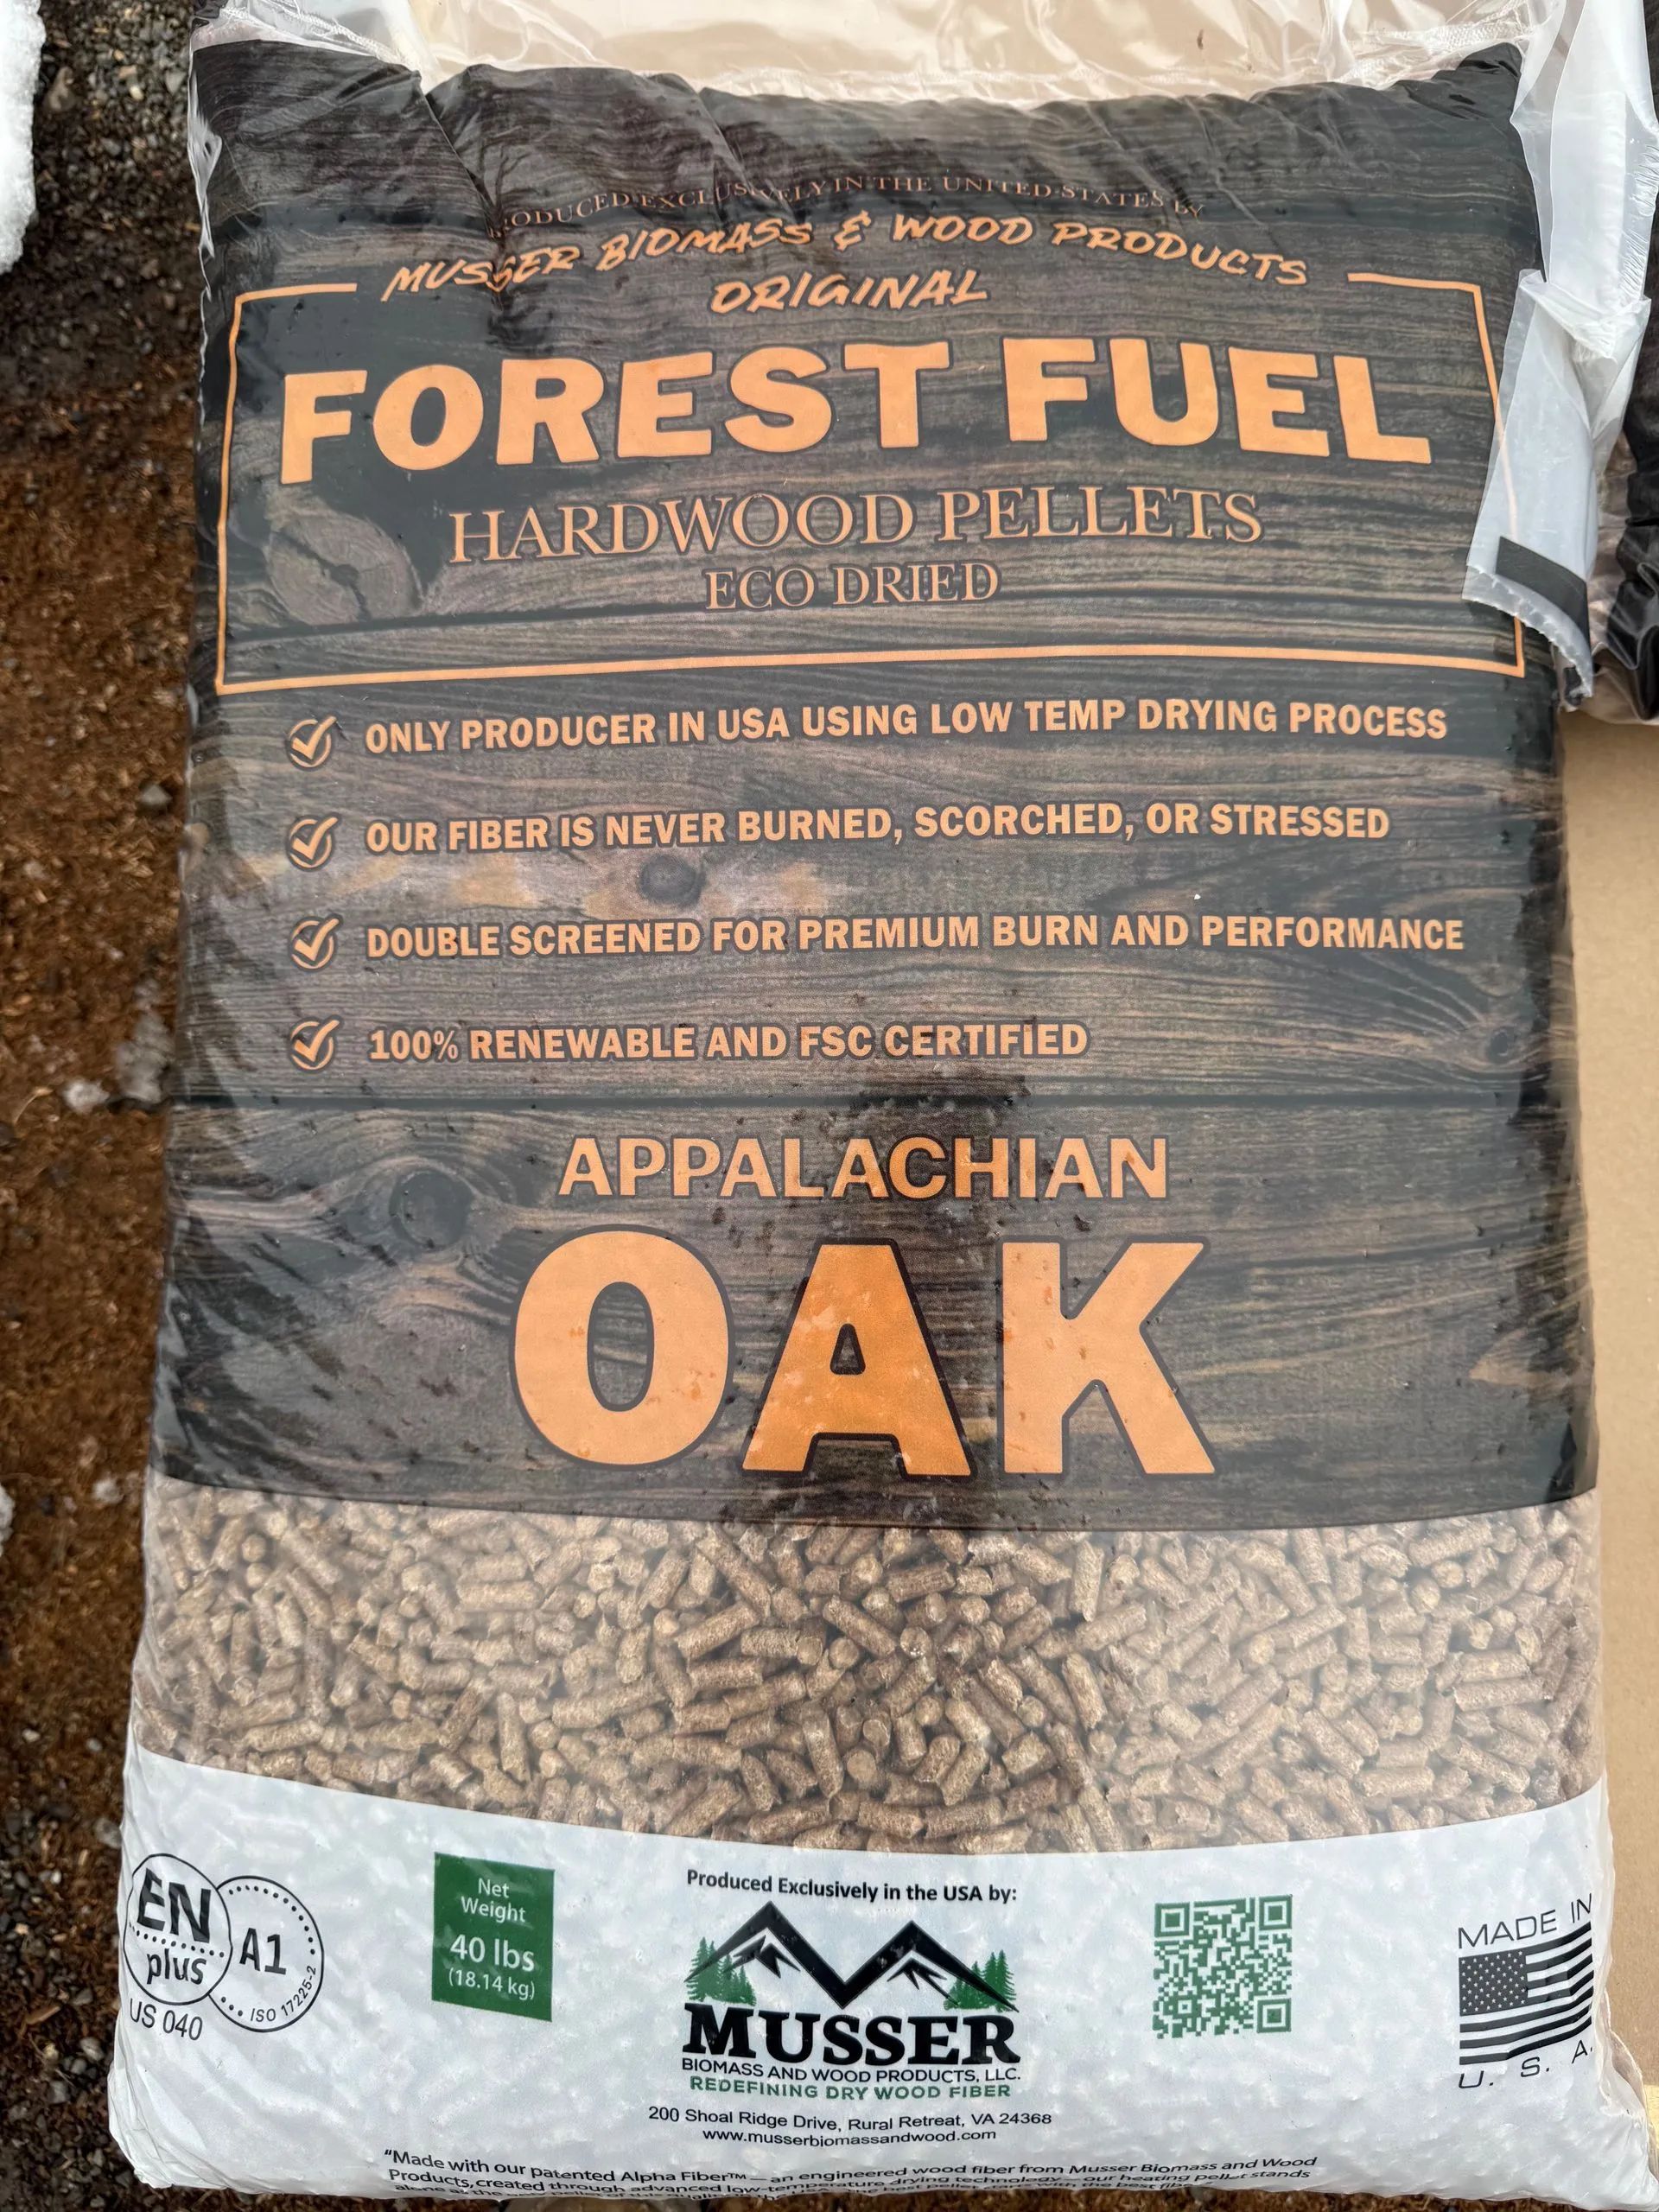 PRODUCED EXCLUSIVELY IN THE UNITED STATES BY
MUSSER BIOMASS & WOOD PRODUCTS
ORIGINAL
FOREST FUEL
HARDWOOD PELLETS
ECO DRIED
ONLY PRODUCER IN USA USING LOW TEMP DRYING PROCESS
OUR FIBER IS NEVER BURNED, SCORCHED, OR STRESSED
DOUBLE SCREENED FOR PREMIUM BURN AND PERFORMANCE
100% RENEWABLE AND FSC CERTIFIED
APPALACHIAN
OAK
EN
plus
A1
ISO 17225-2
US 040
Net
Weight
40 lbs
(18.14 kg)
Produced Exclusively in the USA by:
MUSSER
BIOMASS AND WOOD PRODUCTS, LLC.
REDEFINING DRY WOOD FIBER
200 Shoal Ridge Drive, Rural Retreat, VA 24368
www.musserbiomassandwood.com
MADE IN
U. S. A.
"Made with our patented Alpha Fiber™ — an engineered wood fiber from Musser Biomass and Wood
Products, created through advanced low-temperature drying technology — our heating pellet stands